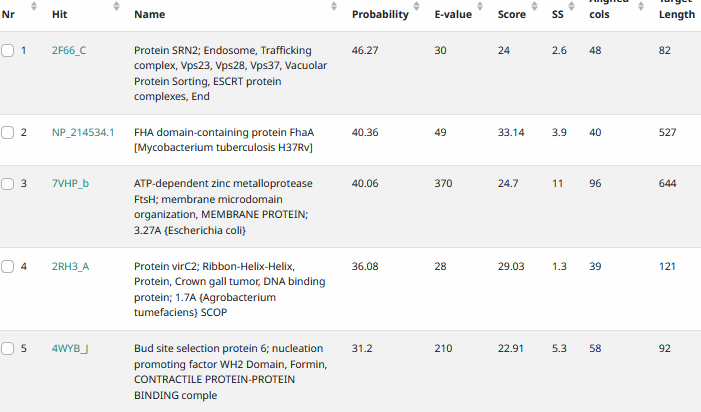 Nr Hit Name Probability E-value Score SS Aligned cols Target Length
1 2F66_C Protein SRN2; Endosome, Trafficking 46.27 30 24 2.6 48 82
complex, Vps23, Vps28, Vps37, Vacuolar
Protein Sorting, ESCRT protein
complexes, End
2 NP_214534.1 FHA domain-containing protein FhaA 40.36 49 33.14 3.9 40 527
[Mycobacterium tuberculosis H37Rv]
3 7VHP_b ATP-dependent zinc metalloprotease 40.06 370 24.7 11 96 644
FtsH; membrane microdomain
organization, MEMBRANE PROTEIN;
3.27A {Escherichia coli}
4 2RH3_A Protein virC2; Ribbon-Helix-Helix, 36.08 28 29.03 1.3 39 121
Protein, Crown gall tumor, DNA binding
protein; 1.7A {Agrobacterium
tumefaciens} SCOP
5 4WYB_J Bud site selection protein 6; nucleation 31.2 210 22.91 5.3 58 92
promoting factor WH2 Domain, Formin,
CONTRACTILE PROTEIN-PROTEIN
BINDING comple